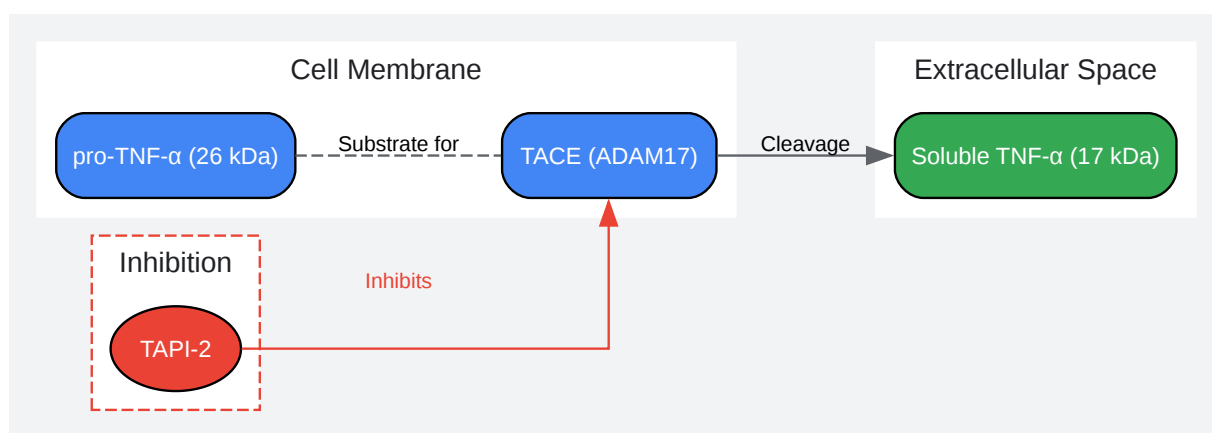 Cell Membrane
Extracellular Space
pro-TNF-α (26 kDa)
Substrate for
TACE (ADAM17)
Cleavage
Soluble TNF-α (17 kDa)
Inhibition
Inhibits
TAPI-2